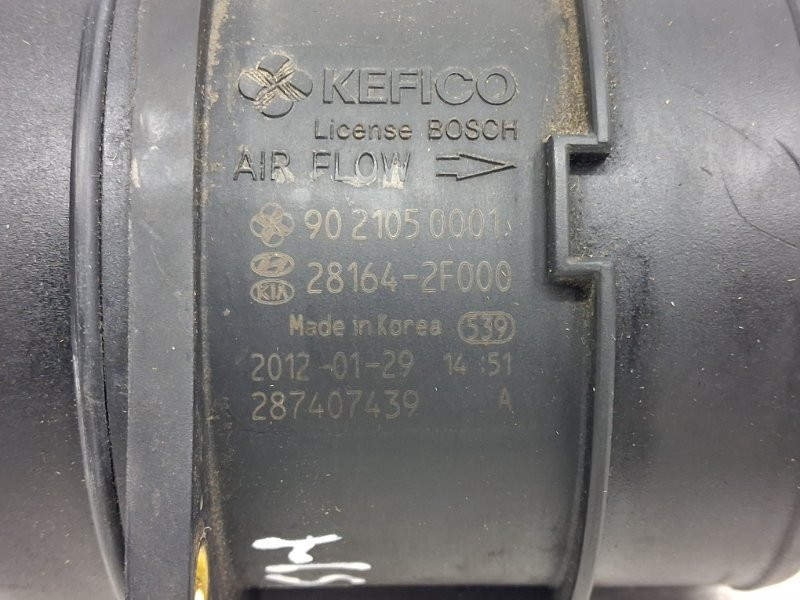 KEFICO
License BOSCH
AIR FLOW
90 2105 0001
28164-2F000
KIA
Made in Korea 539
2012-01-29 14:51
287407439 A